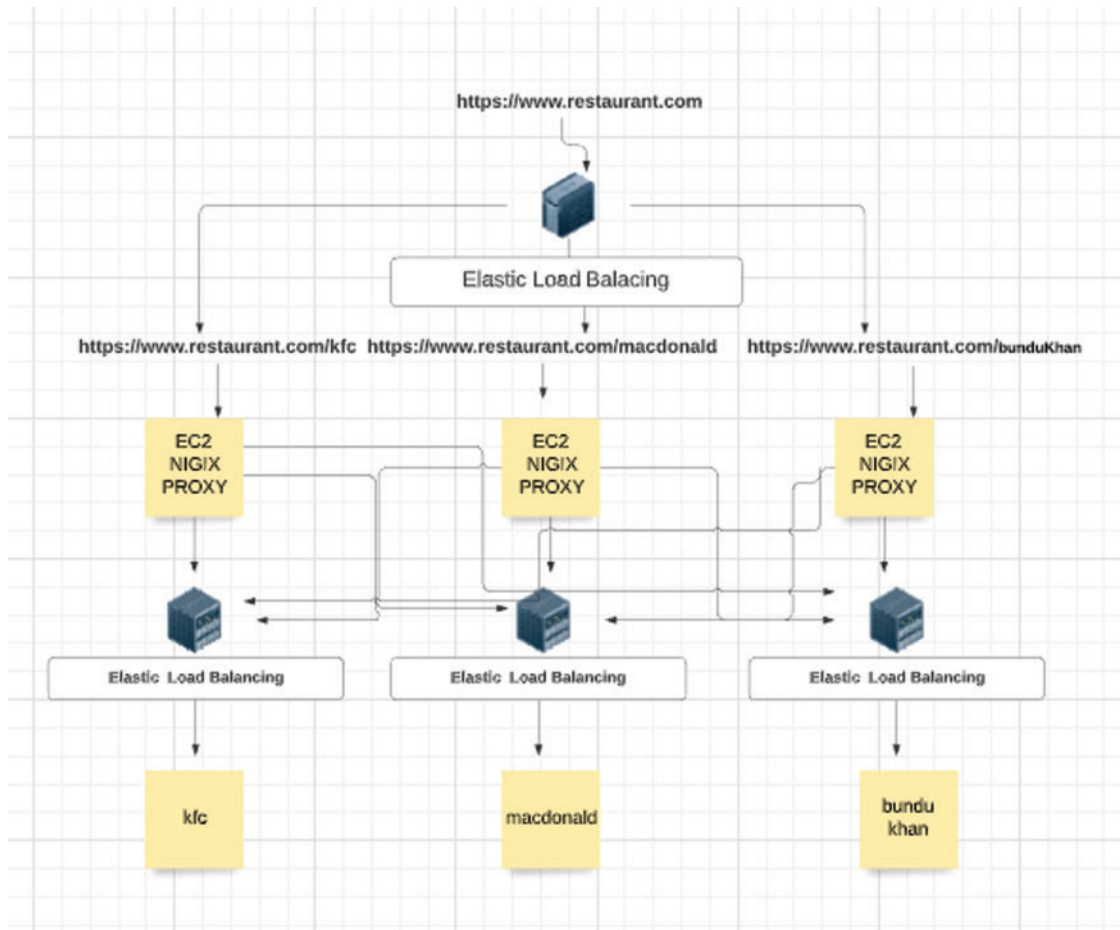 https://www.restaurant.com
Elastic Load Balacing
https://www.restaurant.com/kfc
https://www.restaurant.com/macdonald
https://www.restaurant.com/bunduKhan
EC2
NIGIX
PROXY
EC2
NIGIX
PROXY
EC2
NIGIX
PROXY
Elastic Load Balancing
Elastic Load Balancing
Elastic Load Balancing
kfc
macdonald
bundu
khan